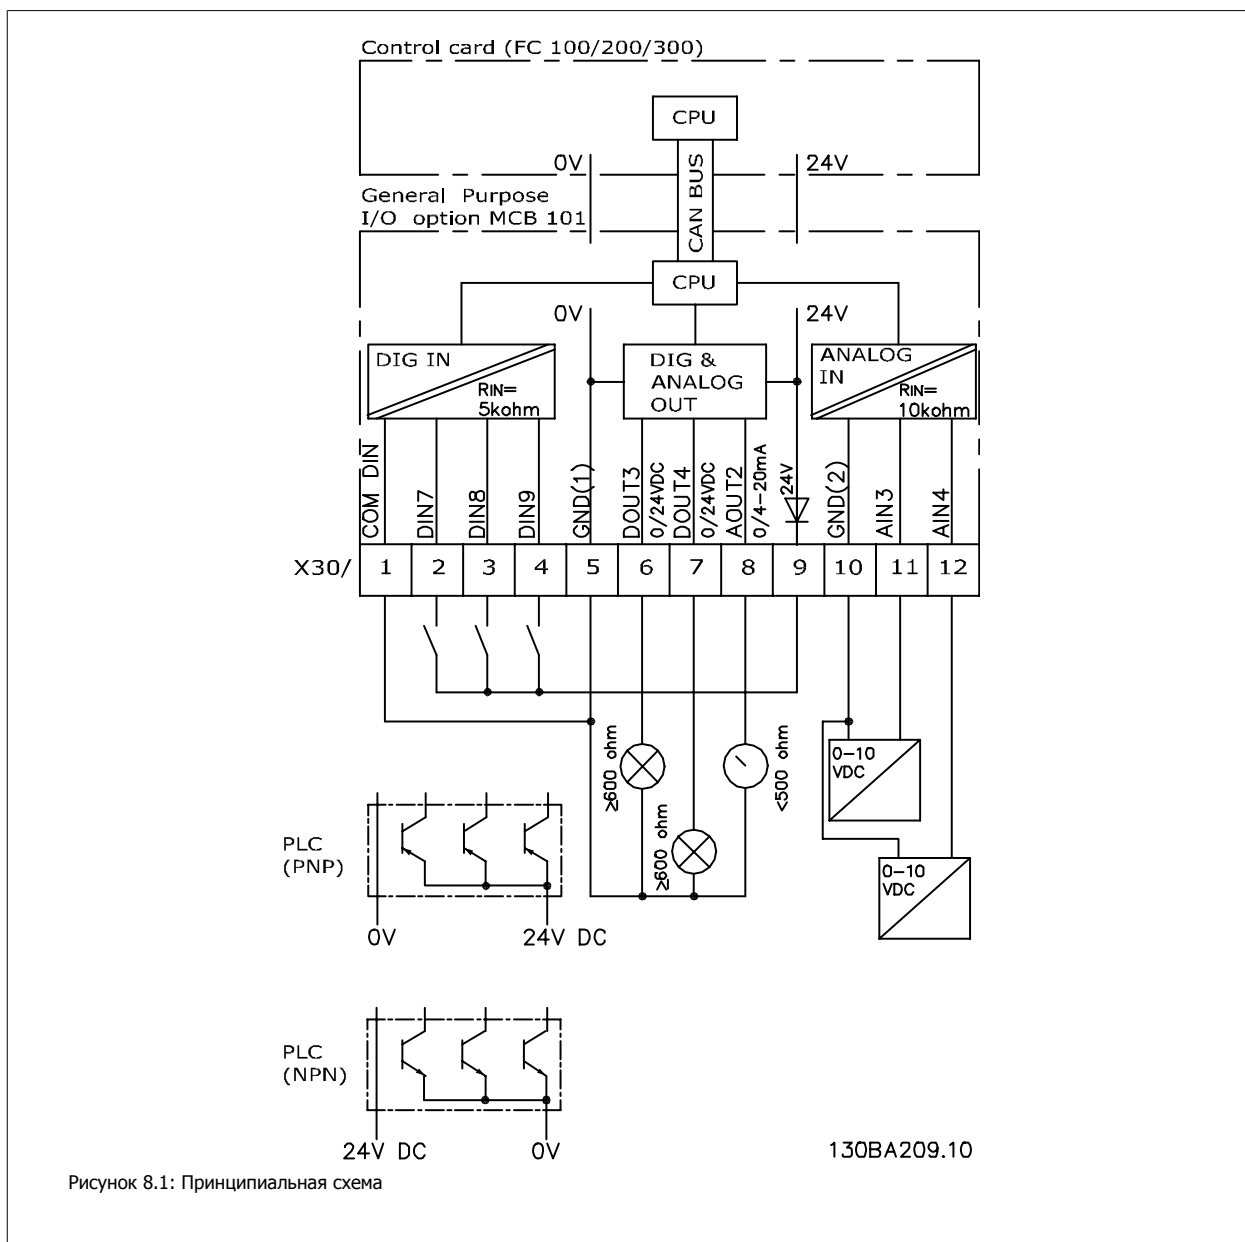 Control card (FC 100/200/300)
CPU
0V
24V
CAN BUS
General Purpose
I/O option MCB 101
CPU
0V
24V
DIG IN
RIN=
5kohm
DIG &
ANALOG
OUT
ANALOG
IN
RIN=
10kohm
COM DIN
DIN7
DIN8
DIN9
GND(1)
DOUT3
0/24VDC
DOUT4
0/24VDC
AOUT2
0/4-20mA
24V
GND(2)
AIN3
AIN4
X30/
1
2
3
4
5
6
7
8
9
10
11
12
≥600 ohm
≥600 ohm
<500 ohm
0-10
VDC
0-10
VDC
PLC
(PNP)
0V
24V DC
PLC
(NPN)
24V DC
0V
130BA209.10
Рисунок 8.1: Принципиальная схема